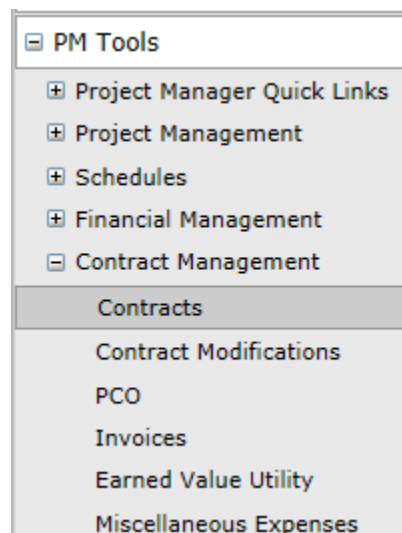 PM Tools
Project Manager Quick Links
Project Management
Schedules
Financial Management
Contract Management
Contracts
Contract Modifications
PCO
Invoices
Earned Value Utility
Miscellaneous Expenses